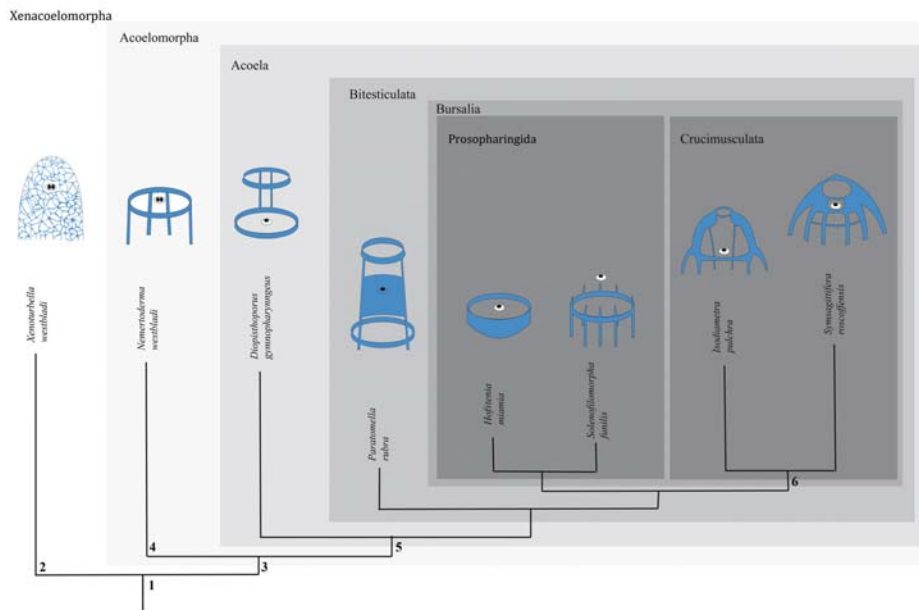 Xenacoelomorpha
Acoelomorpha
Acoela
Bitesticulata
Bursalia
Prosopharingida
Crucimusculata
Xenoturbella
westbladi
Nemertoderma
westbladi
Diopisthoporus
gymnopharyngeus
Paratomella
rubra
Hofstenia
miamia
Solenofilomorpha
funilis
Isodiametra
pulchra
Symsagittifera
roscoffensis
6
2
4
5
3
1